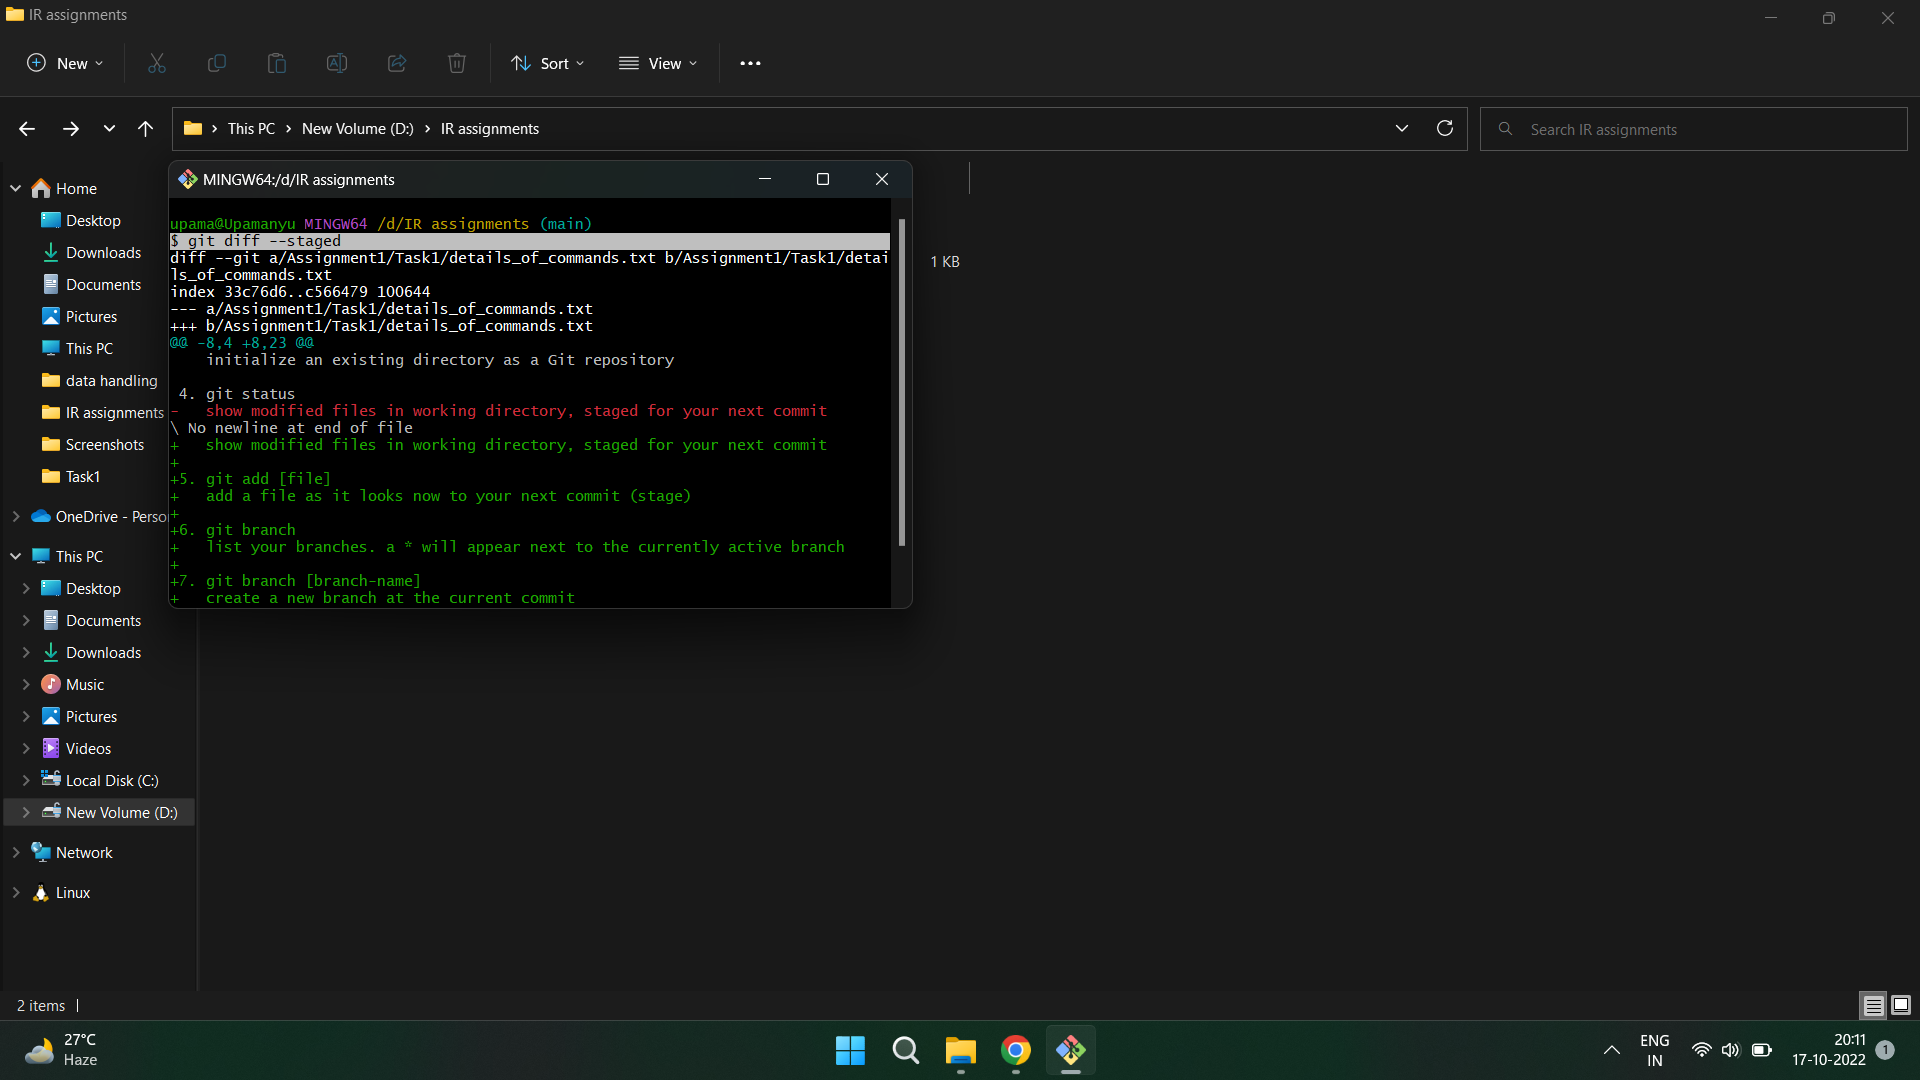 IR assignments
New
Sort
View
This PC
New Volume (D:)
IR assignments
Search IR assignments
Home
Desktop
Downloads
Documents
Pictures
This PC
data handling
IR assignments
Screenshots
Task1
OneDrive - Perso
This PC
Desktop
Documents
Downloads
Music
Pictures
Videos
Local Disk (C:)
New Volume (D:)
Network
Linux
MINGW64:/d/IR assignments
upama@Upamanyu MINGW64 /d/IR assignments (main)
$ git diff --staged
diff --git a/Assignment1/Task1/details_of_commands.txt b/Assignment1/Task1/detai
ls_of_commands.txt
index 33c76d6..c566479 100644
--- a/Assignment1/Task1/details_of_commands.txt
+++ b/Assignment1/Task1/details_of_commands.txt
@@ -8,4 +8,23 @@
initialize an existing directory as a Git repository
4. git status
-   show modified files in working directory, staged for your next commit
\ No newline at end of file
+   show modified files in working directory, staged for your next commit
+
+5. git add [file]
+   add a file as it looks now to your next commit (stage)
+
+6. git branch
+   list your branches. a * will appear next to the currently active branch
+
+7. git branch [branch-name]
+   create a new branch at the current commit
1 KB
2 items
27°C
Haze
ENG
IN
20:11
17-10-2022
1